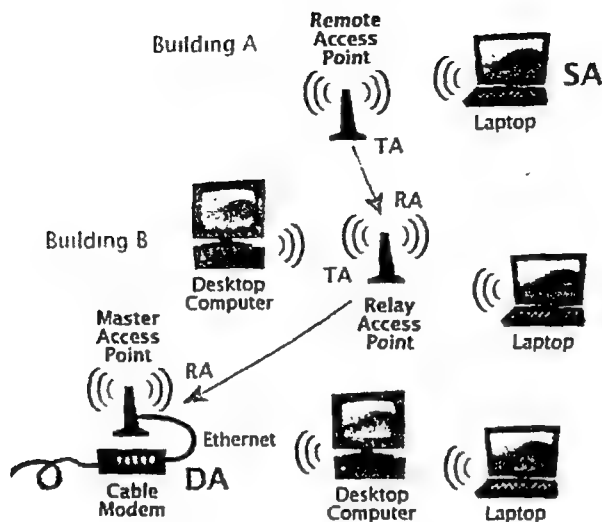 Building A
Remote
Access
Point
SA
Laptop
TA
RA
Building B
TA
Desktop
Computer
Relay
Access
Point
Laptop
Master
Access
Point
RA
Ethernet
DA
Cable
Modem
Desktop
Computer
Laptop